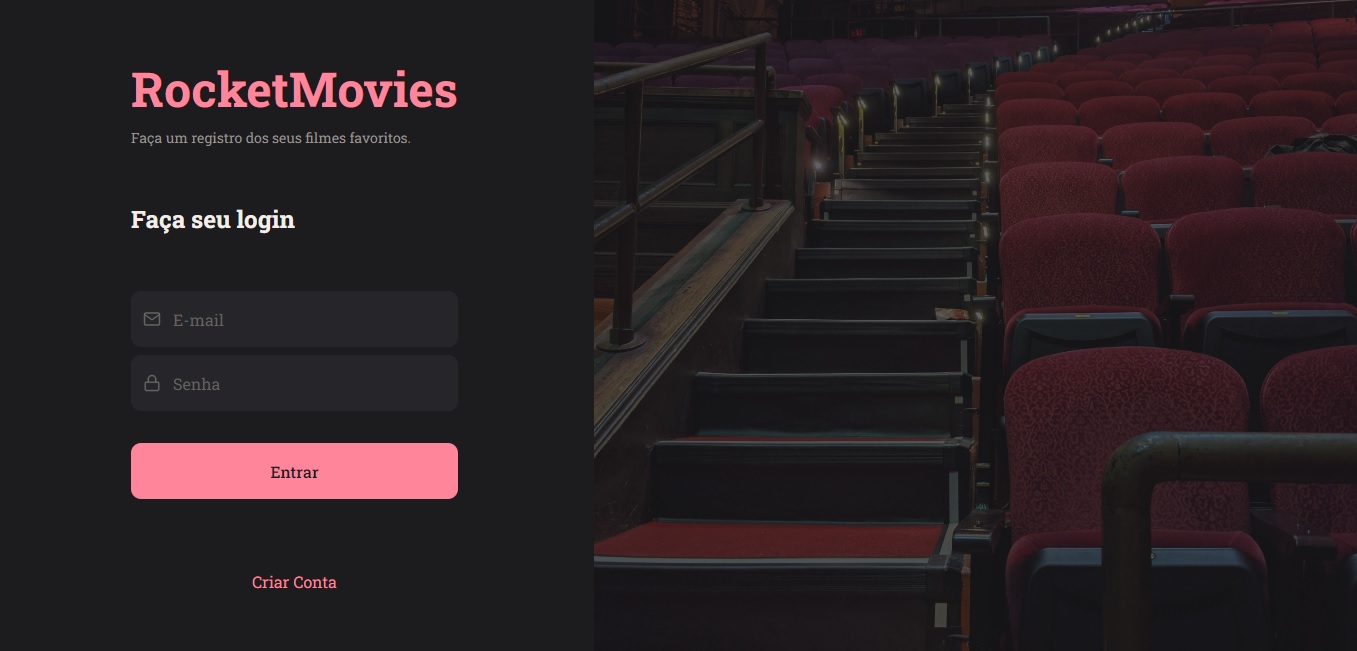 RocketMovies
Faça um registro dos seus filmes favoritos.
Faça seu login
E-mail
Senha
Entrar
Criar Conta